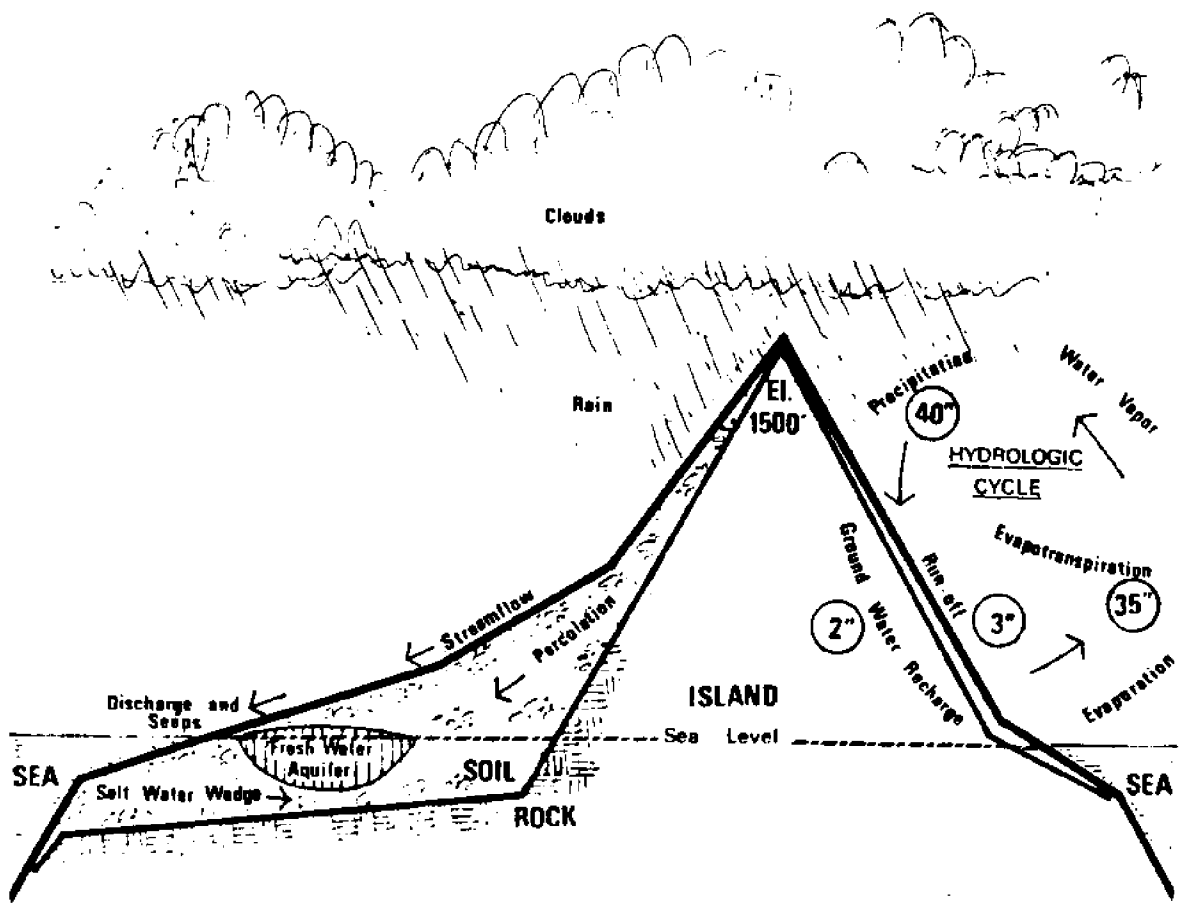 Clouds
Rain
El.
1500'
Precipitation
40"
Water Vapor
HYDROLOGIC
CYCLE
Evapotranspiration
35"
Ground Water Recharge
2"
Run-off
3"
Evaporation
Streamflow
Percolation
Discharge and
Seeps
ISLAND
Sea Level
Fresh Water
Aquifer
SEA
SOIL
Salt Water Wedge
ROCK
SEA